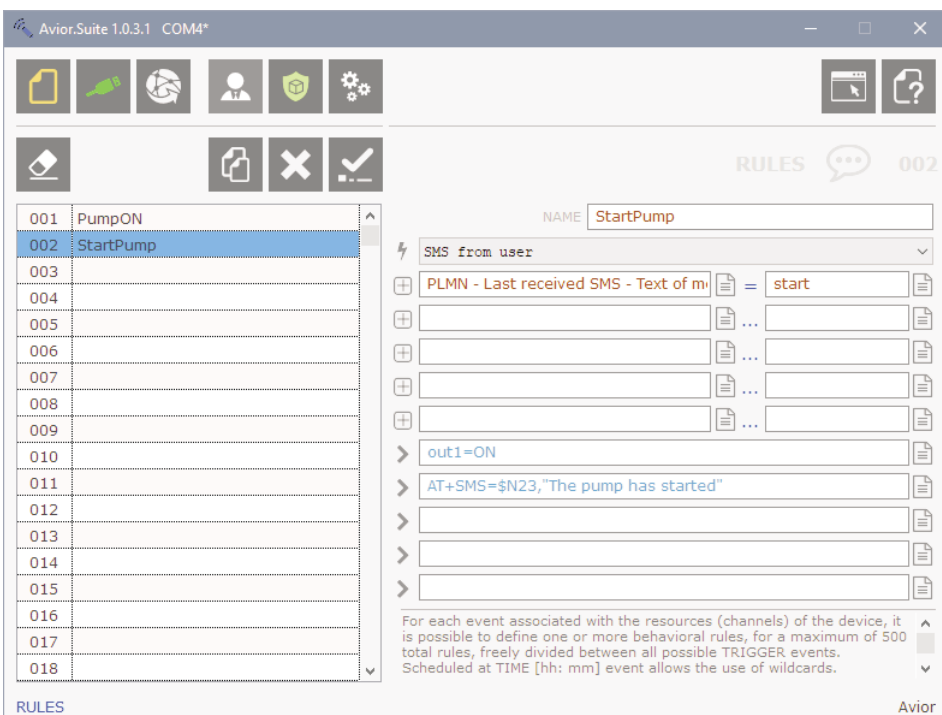 Avior.Suite 1.0.3.1 COM4*
RULES 002
001 PumpON
002 StartPump
003
004
005
006
007
008
009
010
011
012
013
014
015
016
017
018
NAME StartPump
SMS from user
PLMN - Last received SMS - Text of m = start
...
...
...
...
out1=ON
AT+SMS=$N23,"The pump has started"
For each event associated with the resources (channels) of the device, it
is possible to define one or more behavioral rules, for a maximum of 500
total rules, freely divided between all possible TRIGGER events.
Scheduled at TIME [hh: mm] event allows the use of wildcards.
RULES Avior